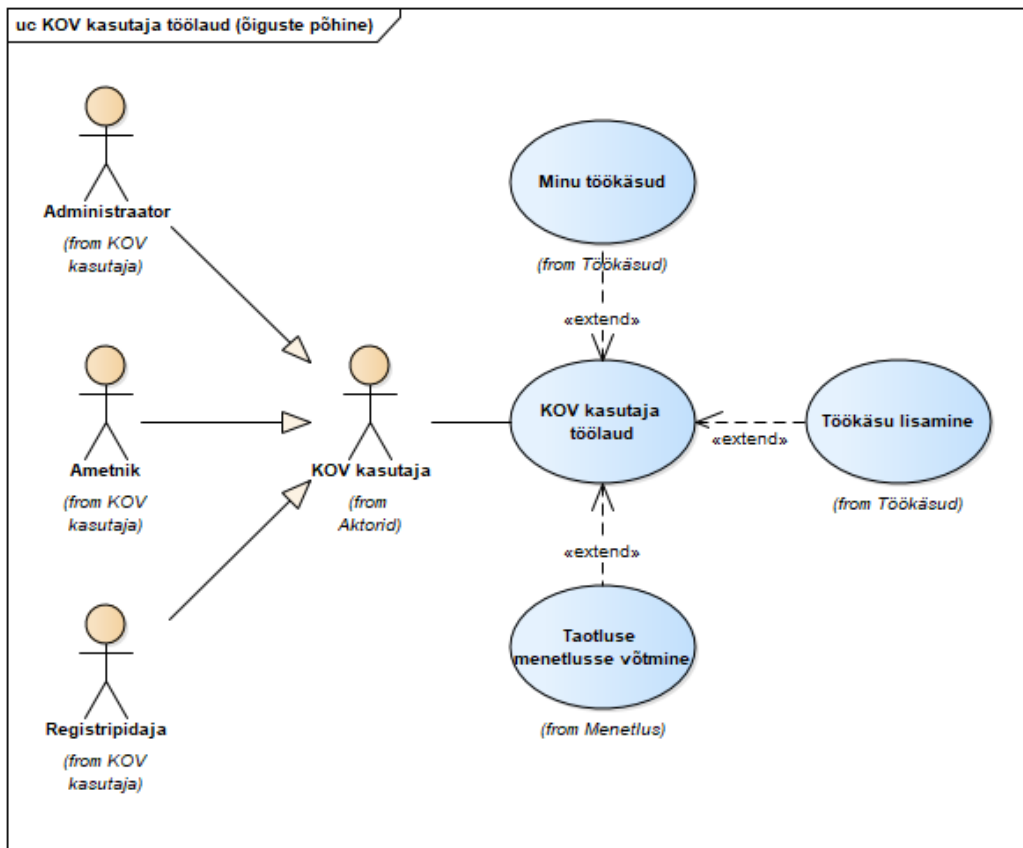 uc KOV kasutaja töölaud (õiguste põhine)
Administraator
(from KOV
kasutaja)
Minu töökäsud
(from Töökäsud)
«extend»
Ametnik
(from KOV
kasutaja)
KOV kasutaja
(from
Aktorid)
KOV kasutaja
töölaud
«extend»
Töökäsu lisamine
(from Töökäsud)
«extend»
Taotluse
menetlusse võtmine
(from Menetlus)
Registripidaja
(from KOV
kasutaja)